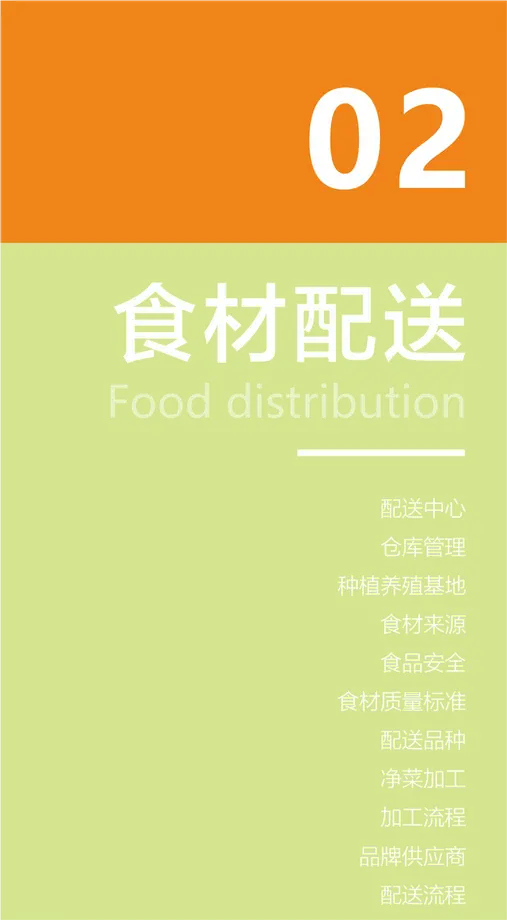 02
食材配送
Food distribution
配送中心
仓库管理
种植养殖基地
食材来源
食品安全
食材质量标准
配送品种
净菜加工
加工流程
品牌供应商
配送流程